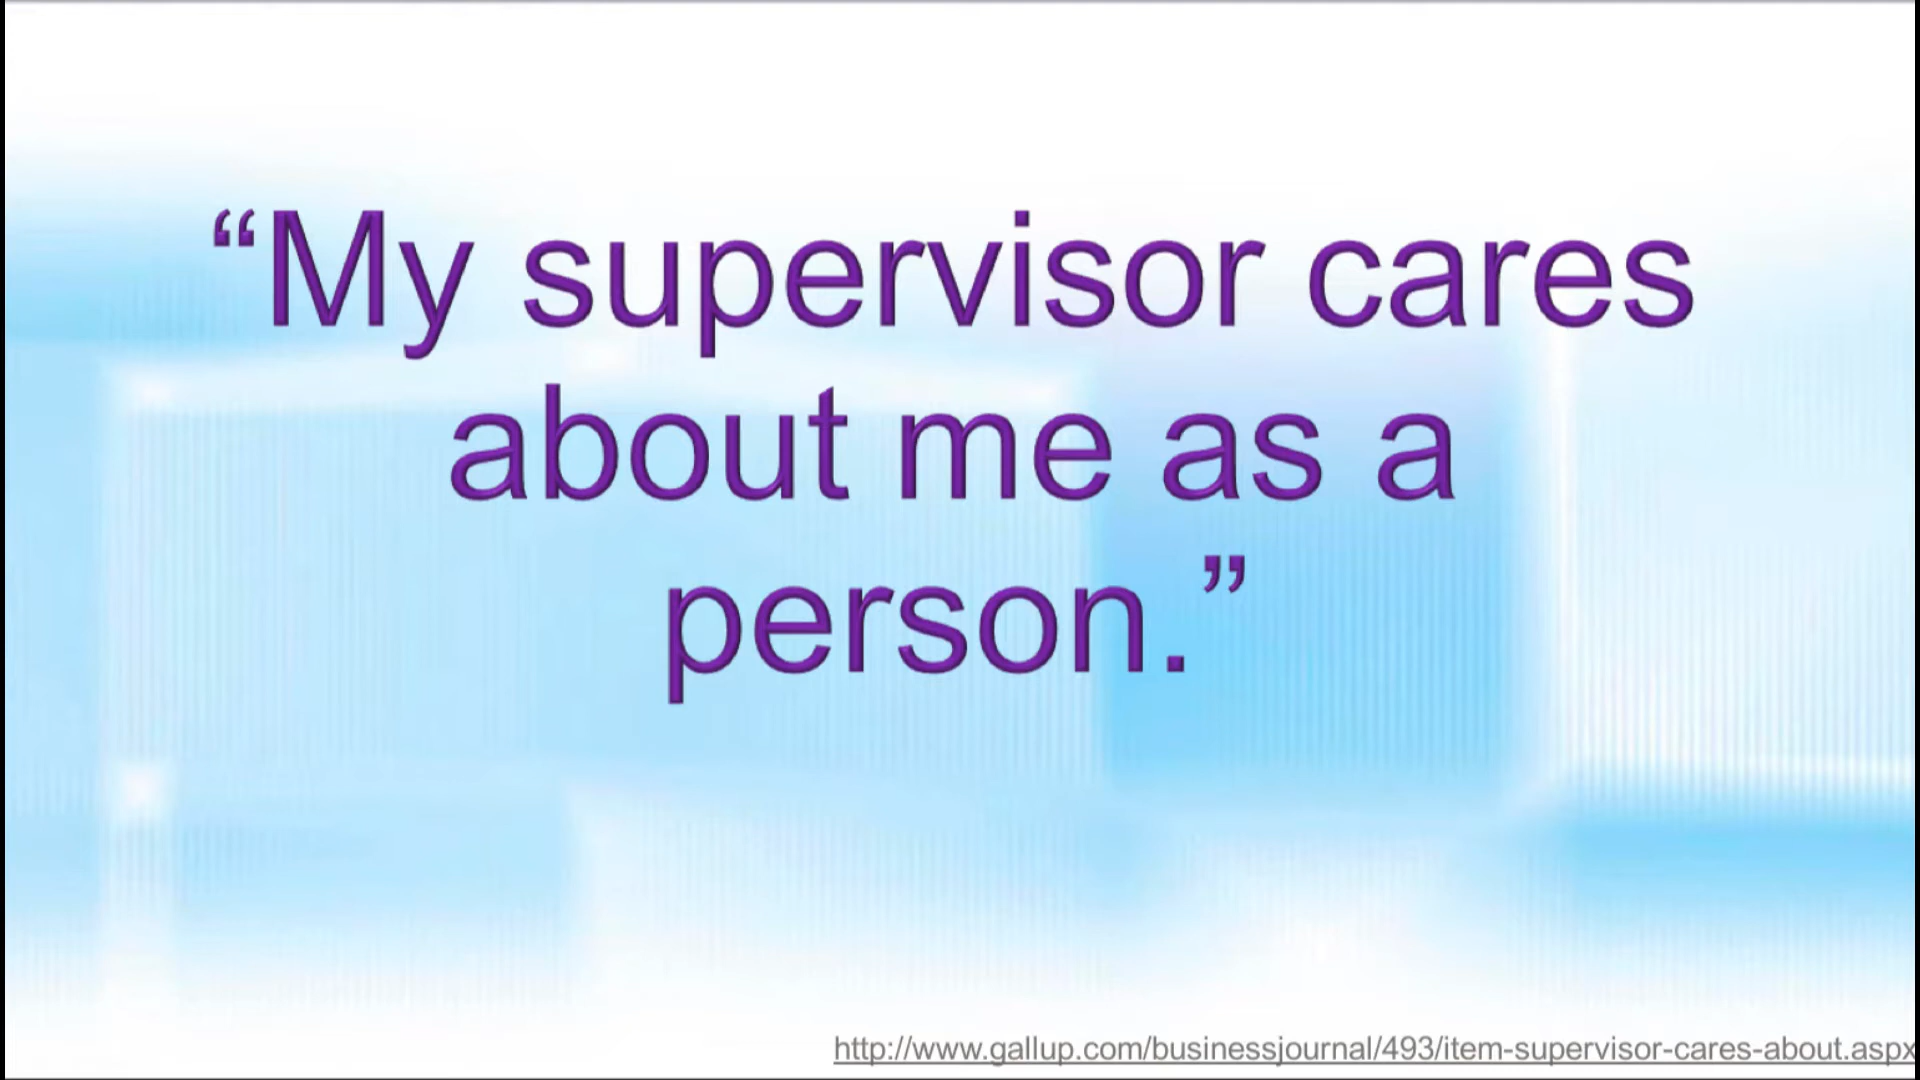 “My supervisor cares
about me as a
person.”
http://www.gallup.com/businessjournal/493/item-supervisor-cares-about.aspx